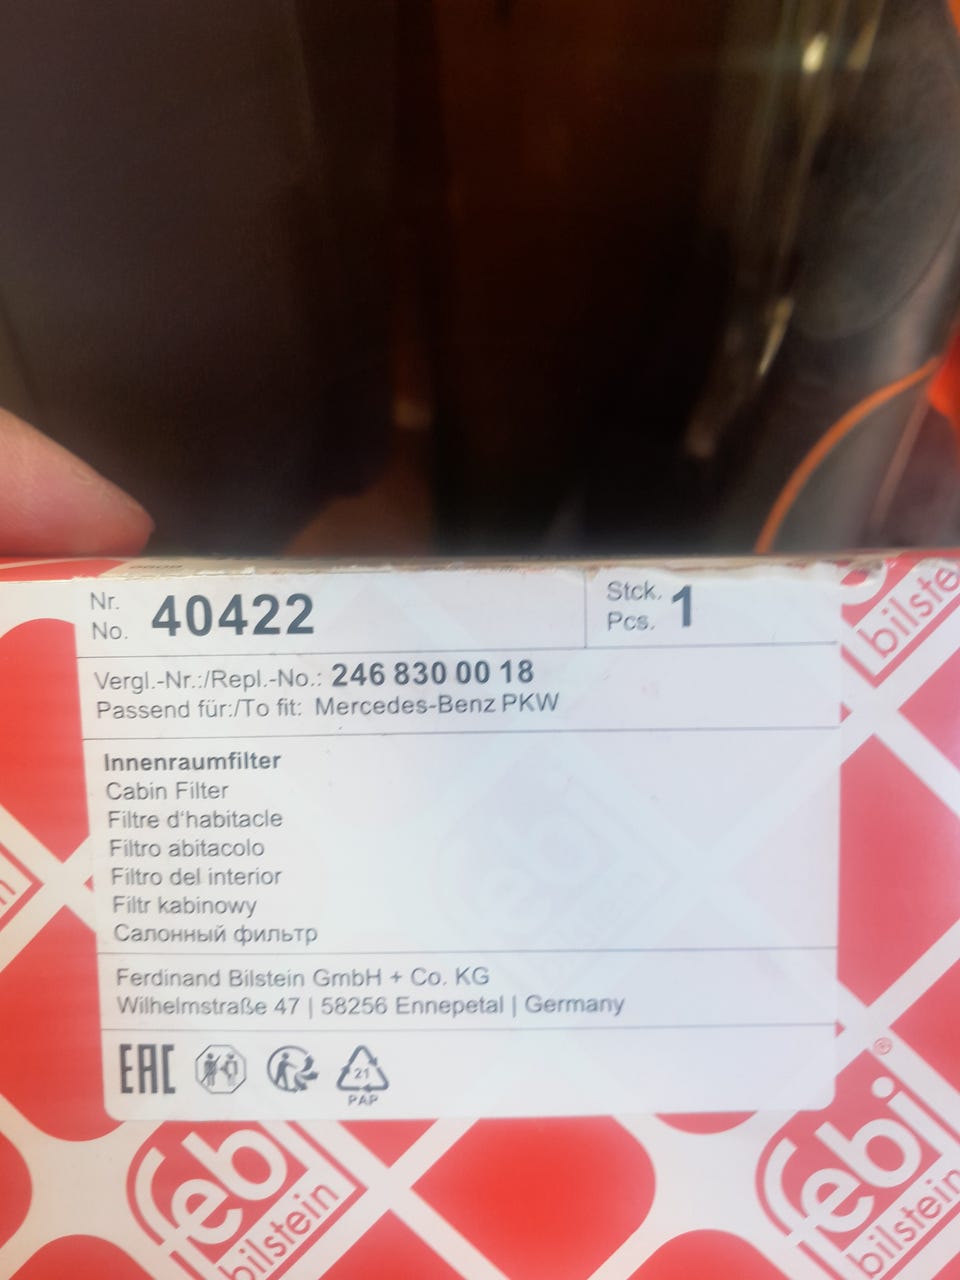 Nr.
No. 40422
Stck.
Pcs. 1
Vergl.-Nr.:/Repl.-No.: 246 830 00 18
Passend für:/To fit: Mercedes-Benz PKW
Innenraumfilter
Cabin Filter
Filtre d'habitacle
Filtro abitacolo
Filtro del interior
Filtr kabinowy
Салонный фильтр
Ferdinand Bilstein GmbH + Co. KG
Wilhelmstraße 47 | 58256 Ennepetal | Germany
EAC
21
PAP
bilste
febi
bilstein
febi®
bilstein